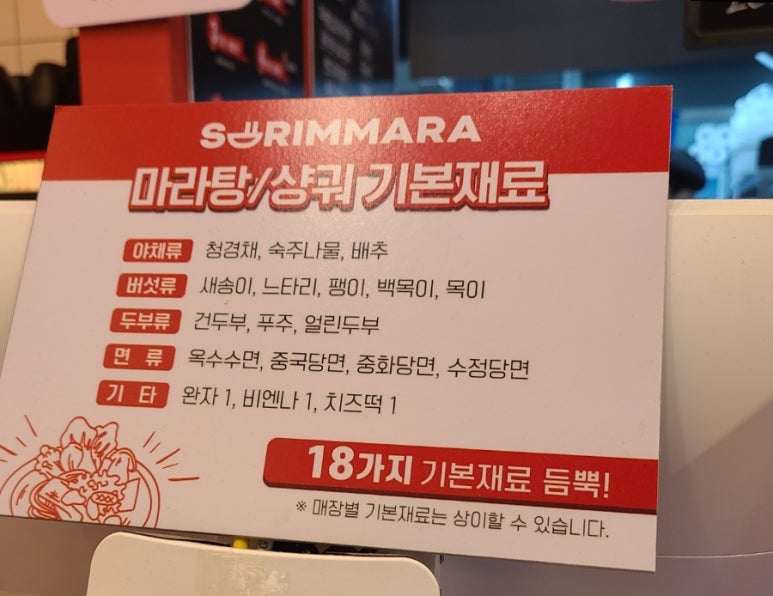 SURIMMARA
마라탕/샹궈 기본재료
야채류 청경채, 숙주나물, 배추
버섯류 새송이, 느타리, 팽이, 백목이, 목이
두부류 건두부, 푸주, 얼린두부
면 류 옥수수면, 중국당면, 중화당면, 수정당면
기 타 완자 1, 비엔나 1, 치즈떡 1
18가지 기본재료 듬뿍!
※ 매장별 기본재료는 상이할 수 있습니다.